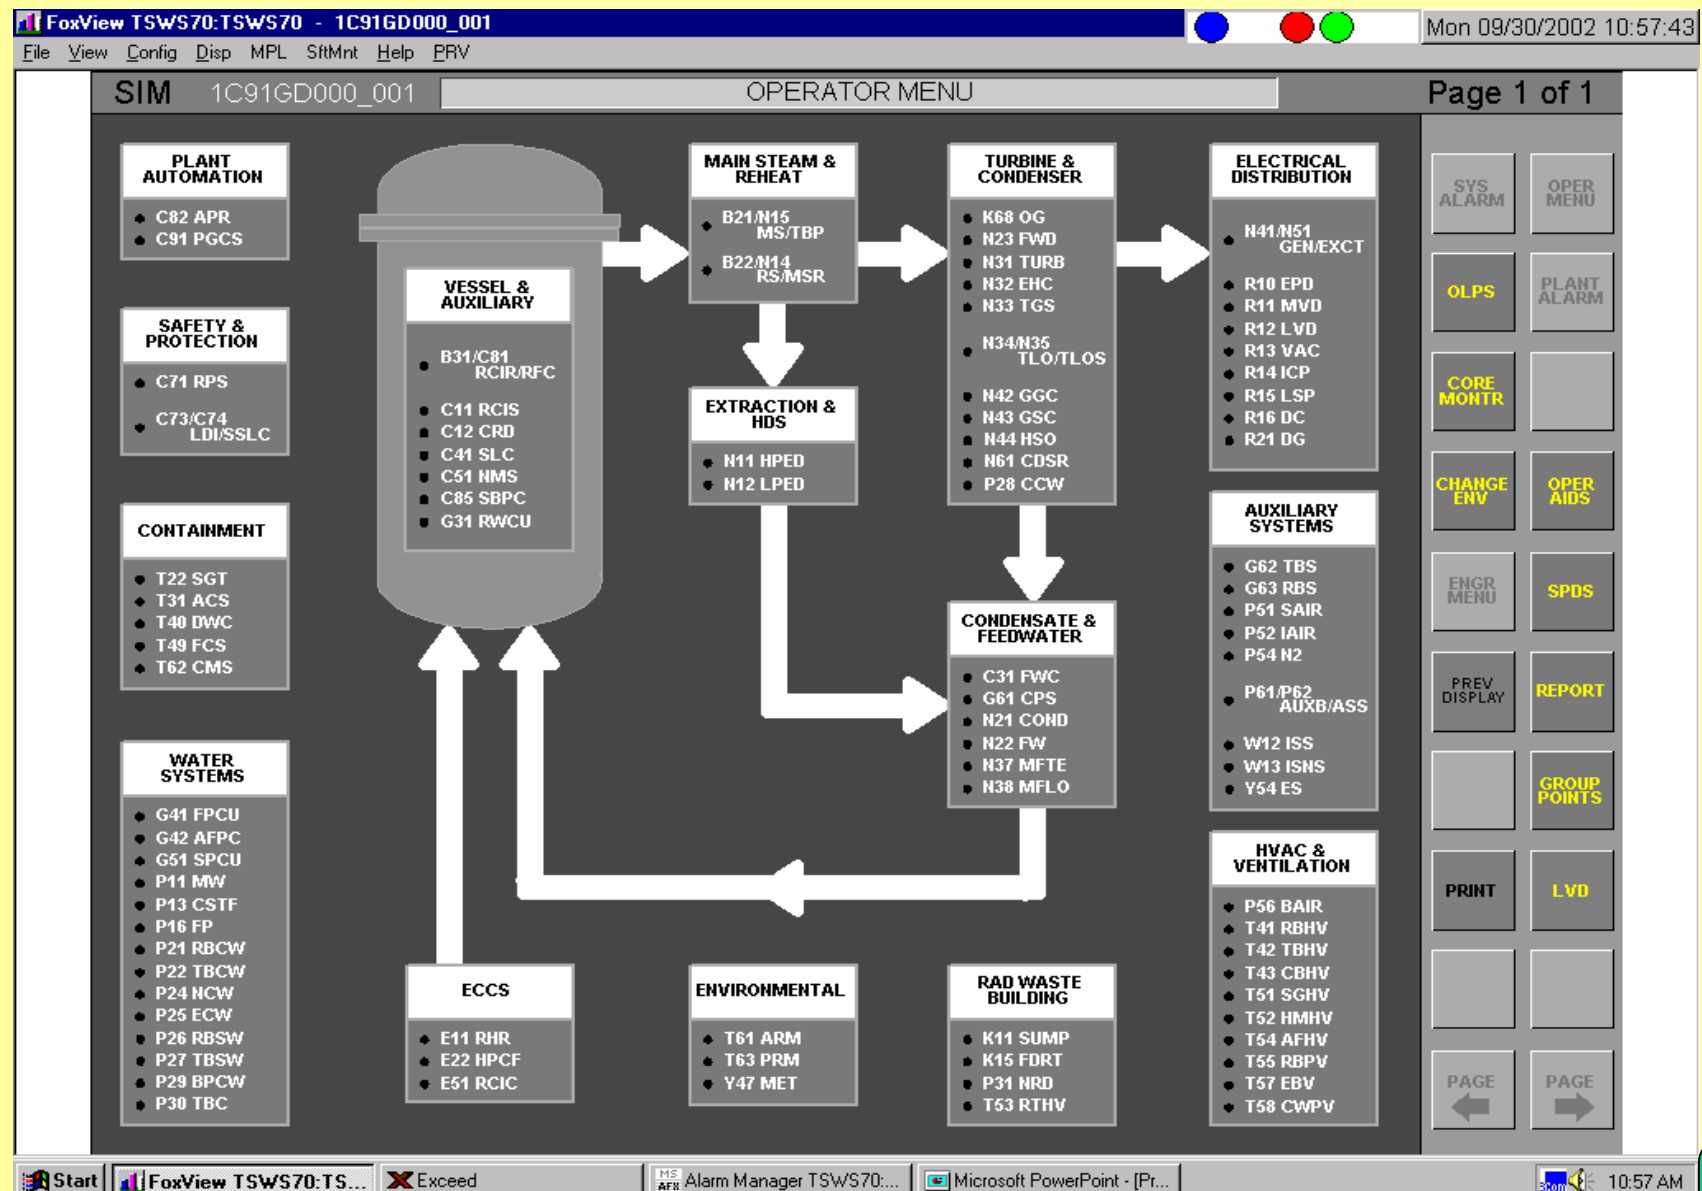 FoxView TSWS70:TSWS70 - 1C91GD000_001
Mon 09/30/2002 10:57:43
File View Config Disp MPL SftMnt Help PRV
SIM 1C91GD000_001 OPERATOR MENU Page 1 of 1
PLANT
AUTOMATION
C82 APR
C91 PGCS
SAFETY &
PROTECTION
C71 RPS
C73/C74
LDI/SSLC
CONTAINMENT
T22 SGT
T31 ACS
T40 DWC
T49 FCS
T62 CMS
WATER
SYSTEMS
G41 FPCU
G42 AFPC
G51 SPCU
P11 MW
P13 CSTF
P16 FP
P21 RBCW
P22 TBCW
P24 NCW
P25 ECW
P26 RBSW
P27 TBSW
P29 BPCW
P30 TBC
VESSEL &
AUXILIARY
B31/C81
RCIR/RFC
C11 RCIS
C12 CRD
C41 SLC
C51 NMS
C85 SBPC
G31 RWCU
ECCS
E11 RHR
E22 HPCF
E51 RCIC
MAIN STEAM &
REHEAT
B21/N15
MS/TBP
B22/N14
RS/MSR
EXTRACTION &
HDS
N11 HPED
N12 LPED
ENVIRONMENTAL
T61 ARM
T63 PRM
Y47 MET
TURBINE &
CONDENSER
K68 OG
N23 FWD
N31 TURB
N32 EHC
N33 TGS
N34/N35
TLO/TLOS
N42 GGC
N43 GSC
N44 HSO
N61 CDSR
P28 CCW
CONDENSATE &
FEEDWATER
C31 FWC
G61 CPS
N21 COND
N22 FW
N37 MFTE
N38 MFLO
RAD WASTE
BUILDING
K11 SUMP
K15 FDRT
P31 NRD
T53 RTHV
ELECTRICAL
DISTRIBUTION
N41/N51
GEN/EXCT
R10 EPD
R11 MVD
R12 LVD
R13 VAC
R14 ICP
R15 LSP
R16 DC
R21 DG
AUXILIARY
SYSTEMS
G62 TBS
G63 RBS
P51 SAIR
P52 IAIR
P54 N2
P61/P62
AUXB/ASS
W12 ISS
W13 ISNS
Y54 ES
HVAC &
VENTILATION
P56 BAIR
T41 RBHV
T42 TBHV
T43 CBHV
T51 SGHV
T52 HMHV
T54 AFHV
T55 RBPV
T57 EBV
T58 CWPV
SYS
ALARM
OPER
MENU
OLPS
PLANT
ALARM
CORE
MONTR
CHANGE
ENV
OPER
AIDS
ENGR
MENU
SPDS
PREV
DISPLAY
REPORT
GROUP
POINTS
PRINT
LVD
PAGE
PAGE
Start
FoxView TSWS70:TS...
Exceed
MS
AFX
Alarm Manager TSWS70:...
Microsoft PowerPoint - [Pr...
3Com
10:57 AM